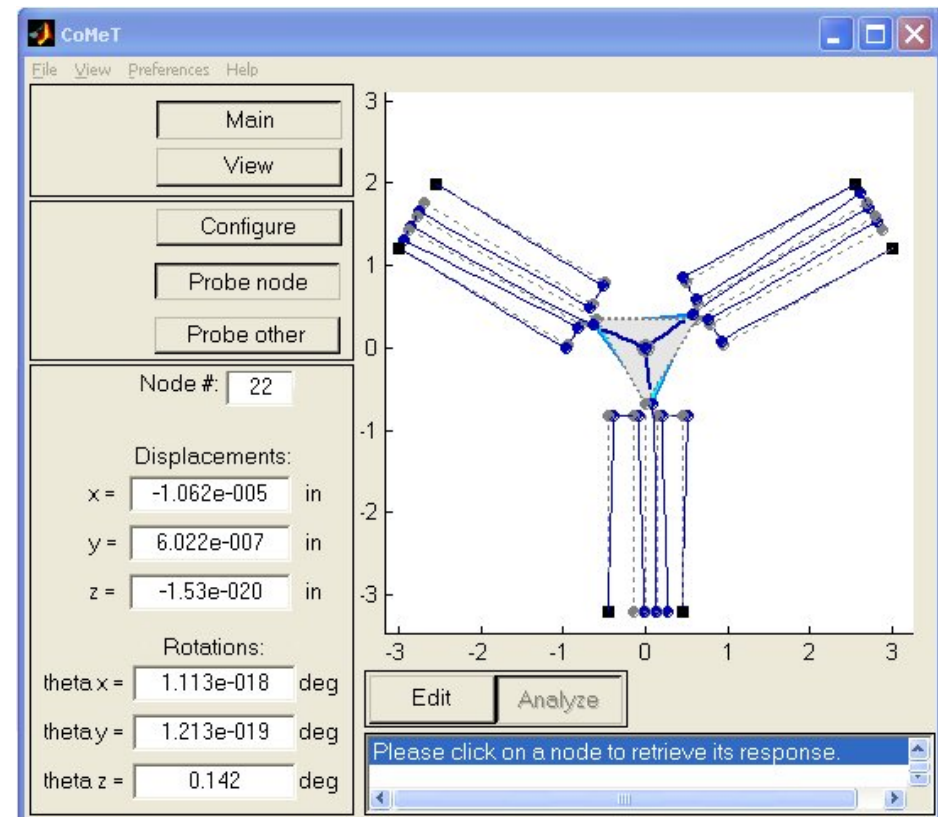 CoMeT
File View Preferences Help
Main
View
Configure
Probe node
Probe other
Node #: 22
Displacements:
x = -1.062e-005 in
y = 6.022e-007 in
z = -1.53e-020 in
Rotations:
theta x = 1.113e-018 deg
theta y = 1.213e-019 deg
theta z = 0.142 deg
3
2
1
0
-1
-2
-3
-3 -2 -1 0 1 2 3
Edit Analyze
Please click on a node to retrieve its response.